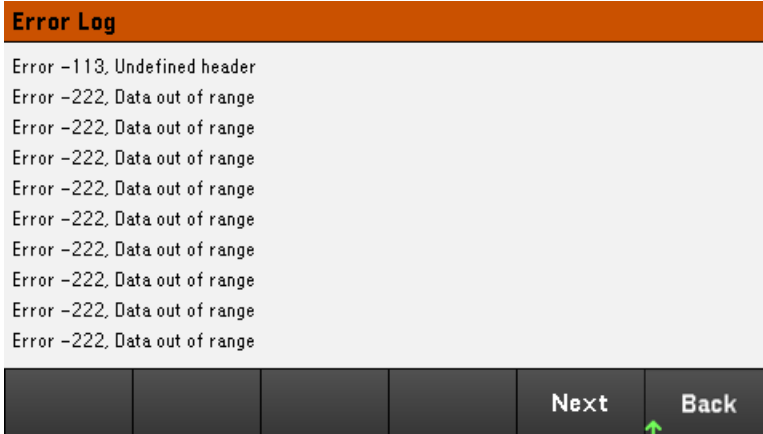 Error Log
Error -113, Undefined header
Error -222, Data out of range
Error -222, Data out of range
Error -222, Data out of range
Error -222, Data out of range
Error -222, Data out of range
Error -222, Data out of range
Error -222, Data out of range
Error -222, Data out of range
Error -222, Data out of range
Next Back